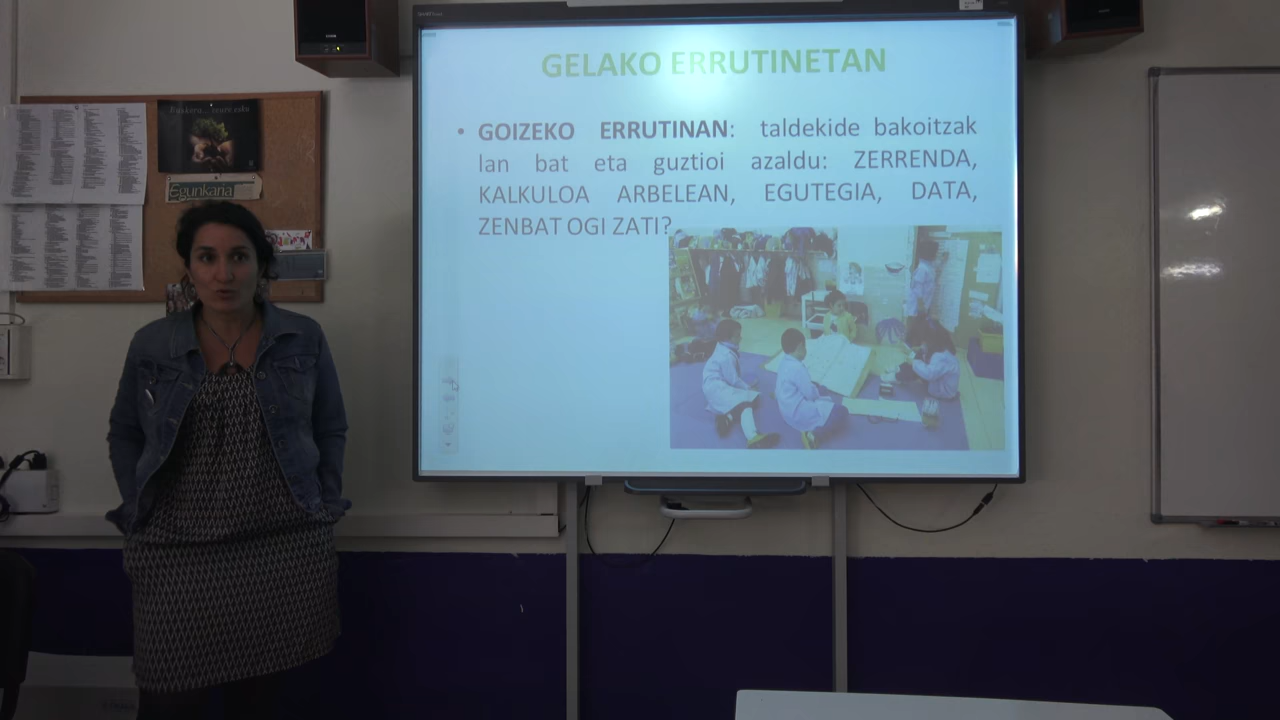 GELAKO ERRUTINETAN
• GOIZEKO ERRUTINAN: taldekide bakoitzak
lan bat eta guztioi azaldu: ZERRENDA,
KALKULOA ARBELEAN, EGUTEGIA, DATA,
ZENBAT OGI ZATI?
Egunkaria